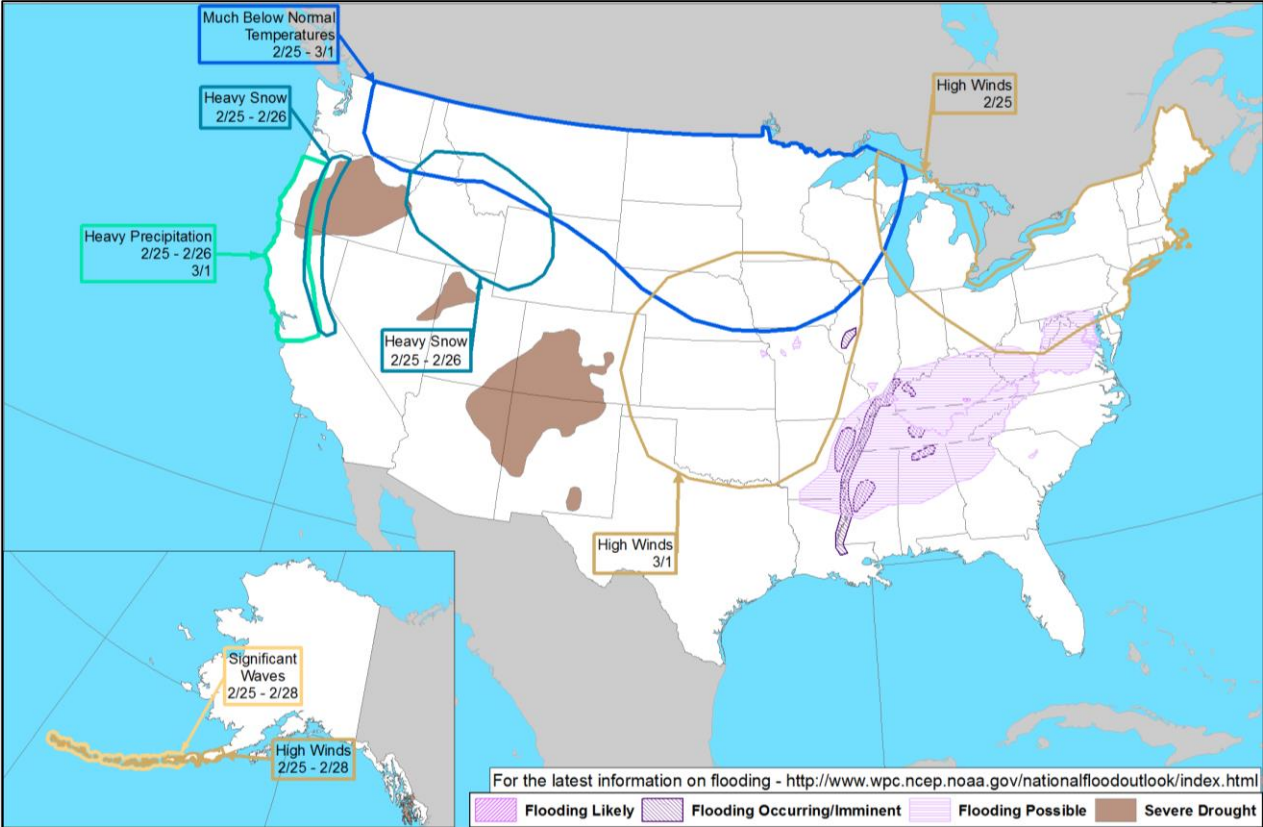 Much Below Normal
Temperatures
2/25 - 3/1
Heavy Snow
2/25 - 2/26
High Winds
2/25
Heavy Precipitation
2/25 - 2/26
3/1
Heavy Snow
2/25 - 2/26
High Winds
3/1
Significant
Waves
2/25 - 2/28
High Winds
2/25 - 2/28
For the latest information on flooding - http://www.wpc.ncep.noaa.gov/nationalfloodoutlook/index.html
Flooding Likely Flooding Occurring/Imminent Flooding Possible Severe Drought